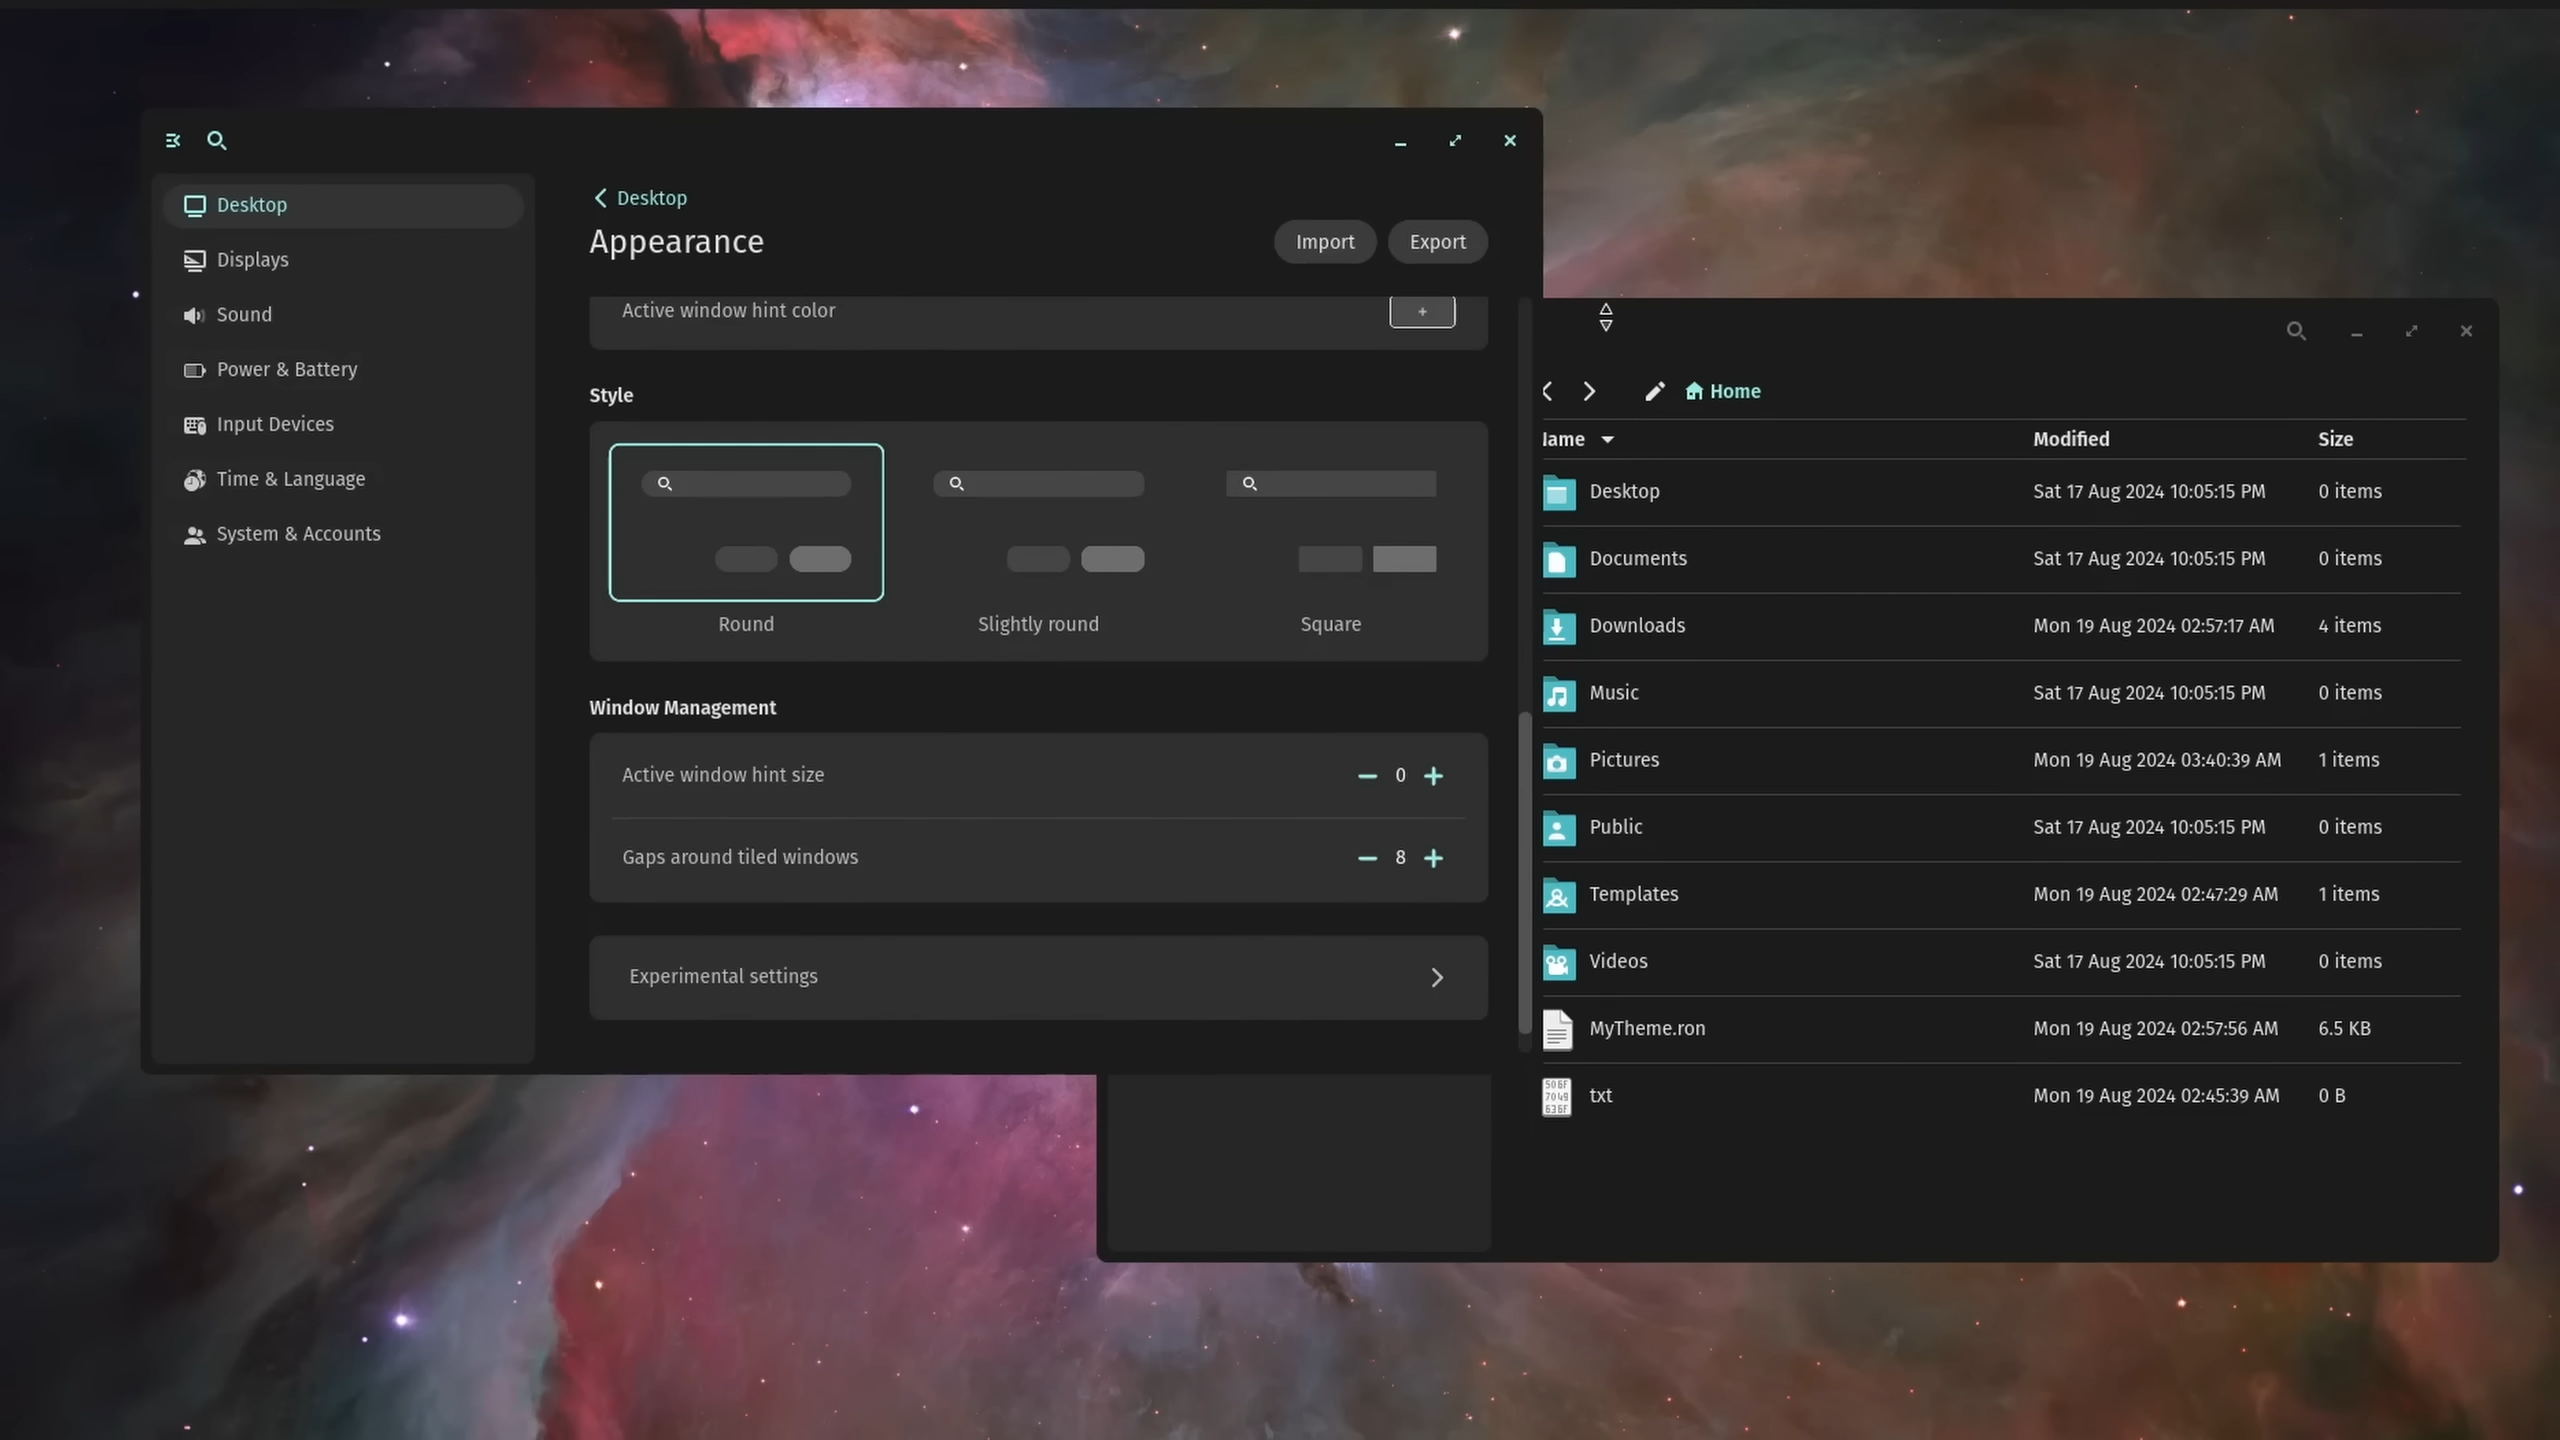 Desktop
Displays
Sound
Power & Battery
Input Devices
Time & Language
System & Accounts
Desktop
Appearance
Import
Export
Active window hint color
+
Style
Round
Slightly round
Square
Window Management
Active window hint size
0
Gaps around tiled windows
8
Experimental settings
Home
Modified
Size
Desktop Sat 17 Aug 2024 10:05:15 PM 0 items
Documents Sat 17 Aug 2024 10:05:15 PM 0 items
Downloads Mon 19 Aug 2024 02:57:17 AM 4 items
Music Sat 17 Aug 2024 10:05:15 PM 0 items
Pictures Mon 19 Aug 2024 03:40:39 AM 1 items
Public Sat 17 Aug 2024 10:05:15 PM 0 items
Templates Mon 19 Aug 2024 02:47:29 AM 1 items
Videos Sat 17 Aug 2024 10:05:15 PM 0 items
MyTheme.ron Mon 19 Aug 2024 02:57:56 AM 6.5 KB
txt Mon 19 Aug 2024 02:45:39 AM 0 B